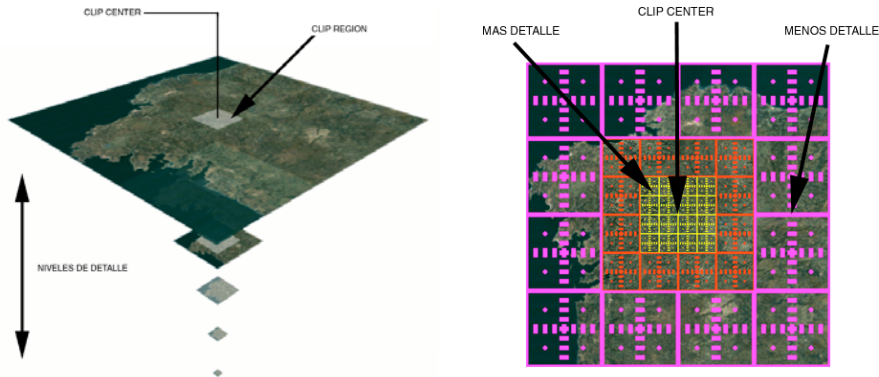 CLIP CENTER
CLIP REGION
NIVELES DE DETALLE
CLIP CENTER
MAS DETALLE
MENOS DETALLE